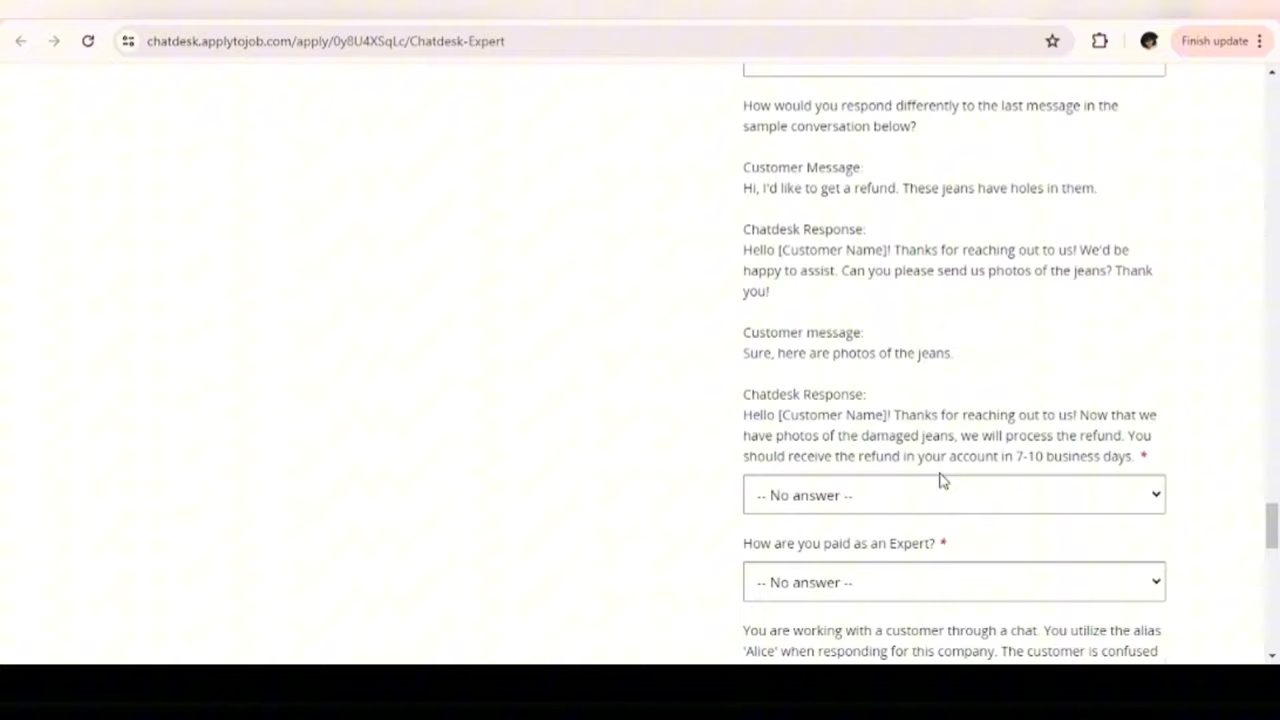 chatdesk.applytojob.com/apply/0y8U4XSqLc/Chatdesk-Expert
Finish update
How would you respond differently to the last message in the
sample conversation below?
Customer Message:
Hi, I'd like to get a refund. These jeans have holes in them.
Chatdesk Response:
Hello [Customer Name]! Thanks for reaching out to us! We'd be
happy to assist. Can you please send us photos of the jeans? Thank
you!
Customer message:
Sure, here are photos of the jeans.
Chatdesk Response:
Hello [Customer Name]! Thanks for reaching out to us! Now that we
have photos of the damaged jeans, we will process the refund. You
should receive the refund in your account in 7-10 business days. *
-- No answer --
How are you paid as an Expert? *
-- No answer --
You are working with a customer through a chat. You utilize the alias
'Alice' when responding for this company. The customer is confused